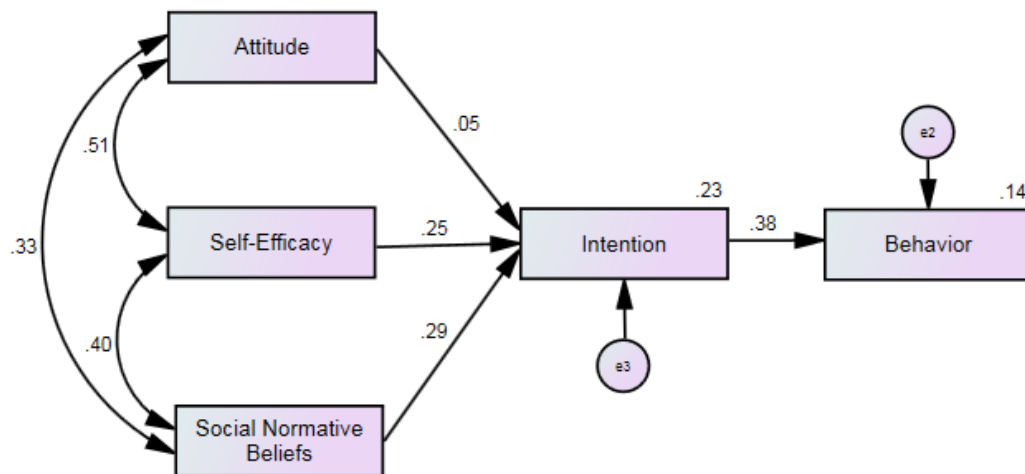 Attitude
.05
.51
e2
.23
.14
.33
Self-Efficacy
.25
Intention
.38
Behavior
.40
.29
e3
Social Normative
Beliefs